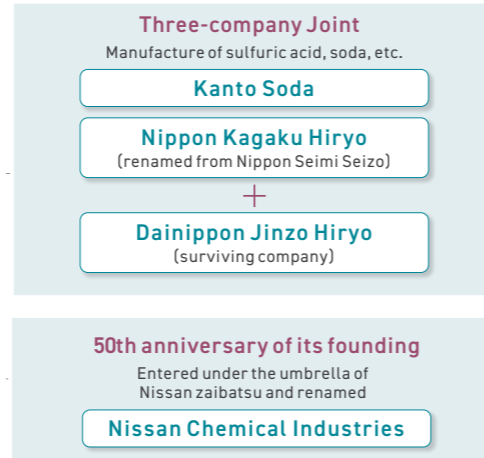 Three-company Joint
Manufacture of sulfuric acid, soda, etc.
Kanto Soda
Nippon Kagaku Hiryo
(renamed from Nippon Seimi Seizo)
+
Dainippon Jinzo Hiryo
(surviving company)
50th anniversary of its founding
Entered under the umbrella of
Nissan zaibatsu and renamed
Nissan Chemical Industries